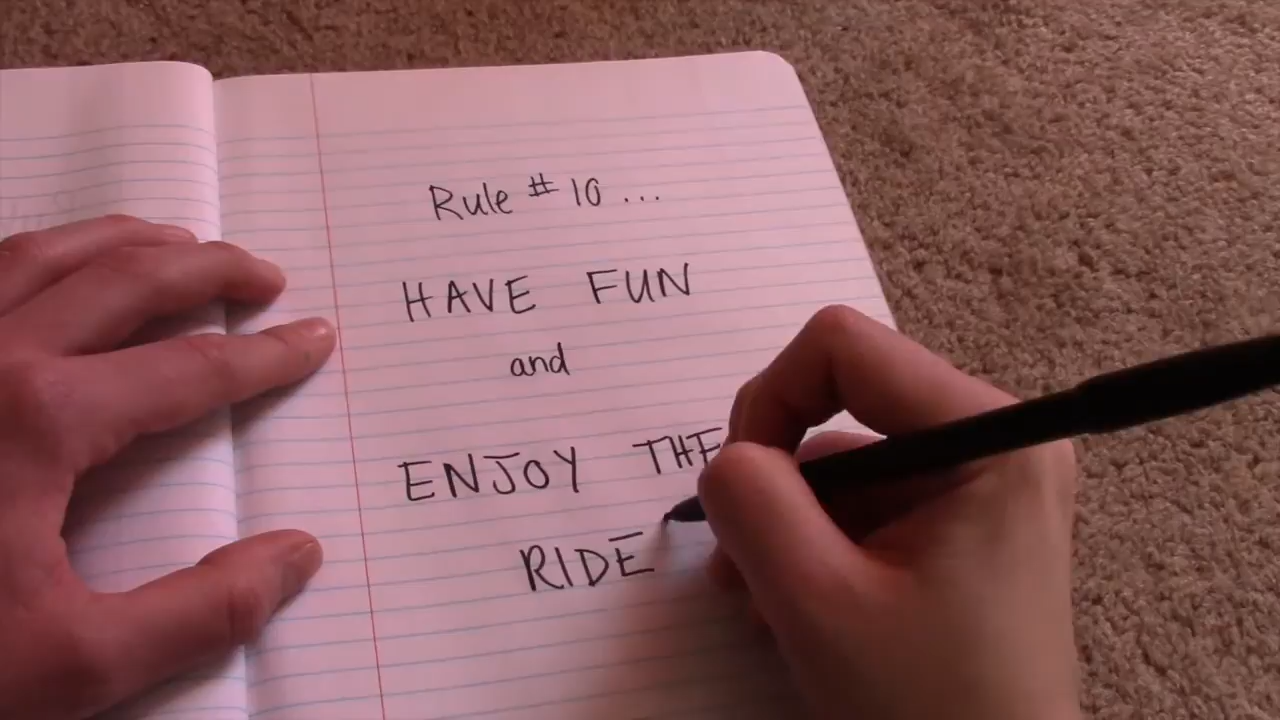 Rule # 10 ...
HAVE FUN
and
ENJOY THE
RIDE